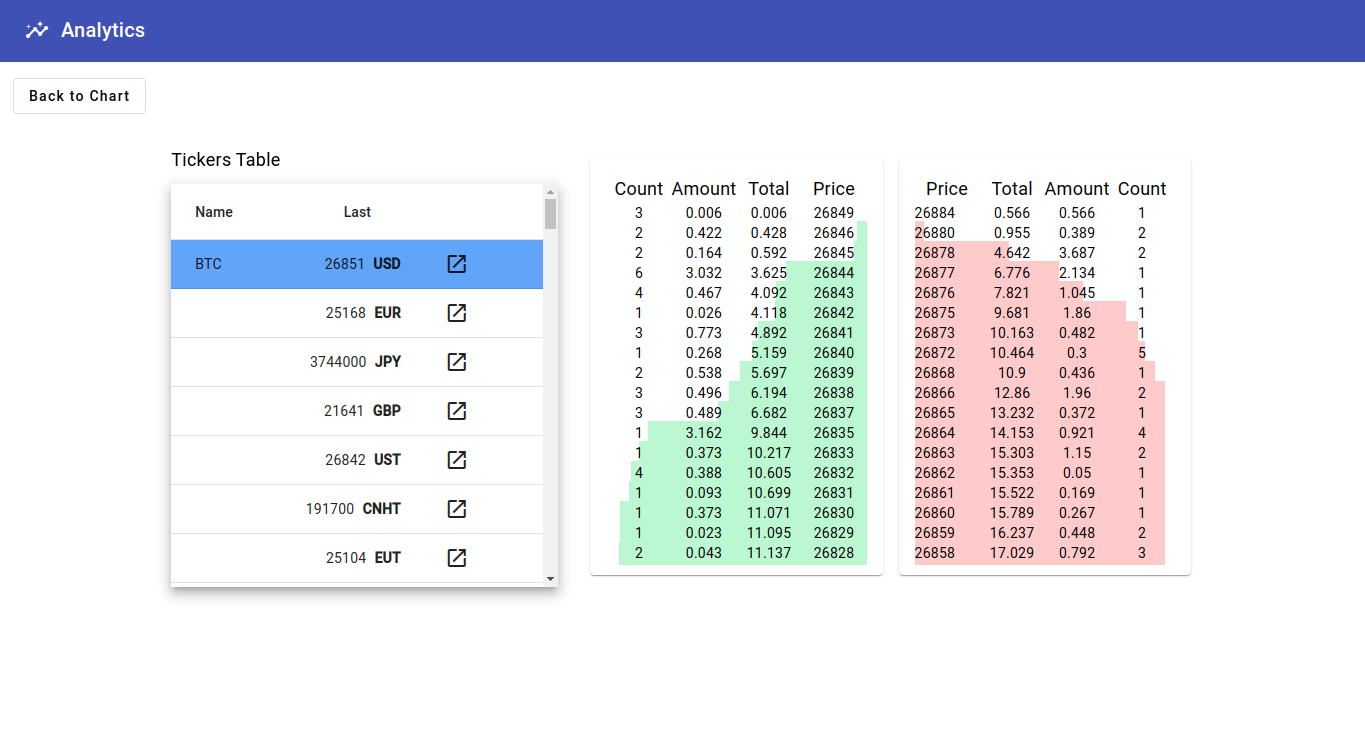 Analytics
Back to Chart
Tickers Table
Name Last
BTC 26851 USD
25168 EUR
3744000 JPY
21641 GBP
26842 UST
191700 CNHT
25104 EUT
Count Amount Total Price
3 0.006 0.006 26849
2 0.422 0.428 26846
2 0.164 0.592 26845
6 3.032 3.625 26844
4 0.467 4.092 26843
1 0.026 4.118 26842
3 0.773 4.892 26841
1 0.268 5.159 26840
2 0.538 5.697 26839
3 0.496 6.194 26838
3 0.489 6.682 26837
1 3.162 9.844 26835
1 0.373 10.217 26833
4 0.388 10.605 26832
1 0.093 10.699 26831
1 0.373 11.071 26830
1 0.023 11.095 26829
2 0.043 11.137 26828
Price Total Amount Count
26884 0.566 0.566 1
26880 0.955 0.389 2
26878 4.642 3.687 2
26877 6.776 2.134 1
26876 7.821 1.045 1
26875 9.681 1.86 1
26873 10.163 0.482 1
26872 10.464 0.3 5
26868 10.9 0.436 1
26866 12.86 1.96 2
26865 13.232 0.372 1
26864 14.153 0.921 4
26863 15.303 1.15 2
26862 15.353 0.05 1
26861 15.522 0.169 1
26860 15.789 0.267 1
26859 16.237 0.448 2
26858 17.029 0.792 3